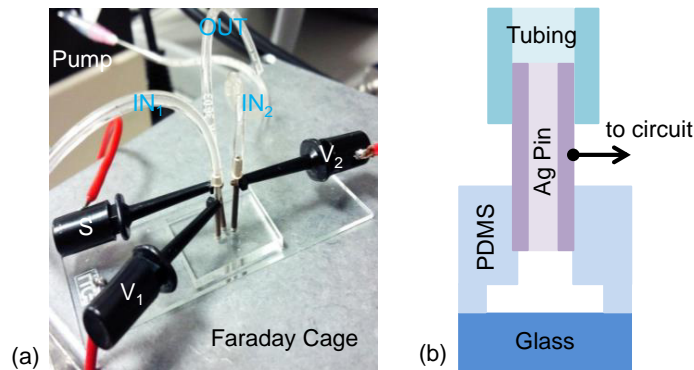 OUT
Pump
IN1
IN2
V2
S
V1
Faraday Cage
(a)
Tubing
to circuit
Ag Pin
PDMS
Glass
(b)